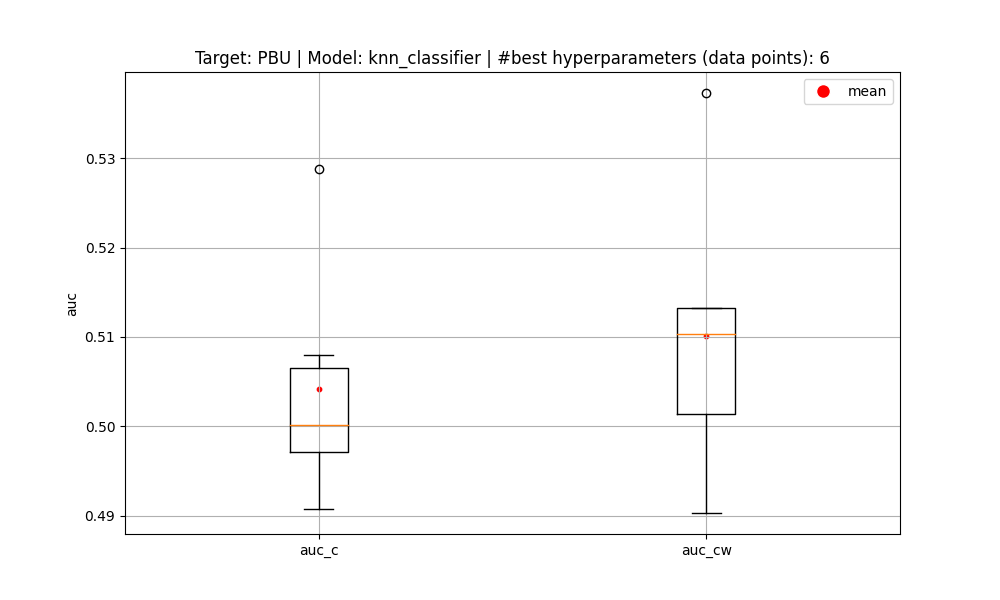 Target: PBU | Model: knn_classifier | #best hyperparameters (data points): 6
mean
0.53
0.52
0.51
0.50
0.49
auc
auc_c
auc_cw